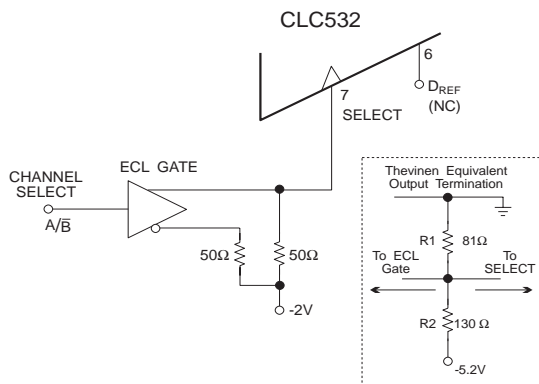 CLC532
6
7
D_REF
(NC)
SELECT
ECL GATE
CHANNEL
SELECT
A/B̅
50Ω
50Ω
-2V
Thevinen Equivalent
Output Termination
R1 81Ω
To ECL
Gate
To
SELECT
R2 130 Ω
-5.2V